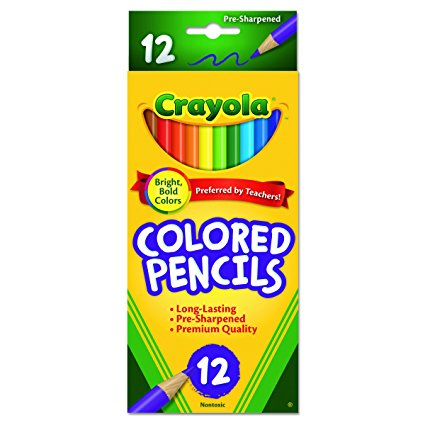 Pre-Sharpened
12
Crayola
Bright,
Bold
Colors
Preferred by Teachers!
COLORED
PENCILS
• Long-Lasting
• Pre-Sharpened
• Premium Quality
12
Nontoxic
®